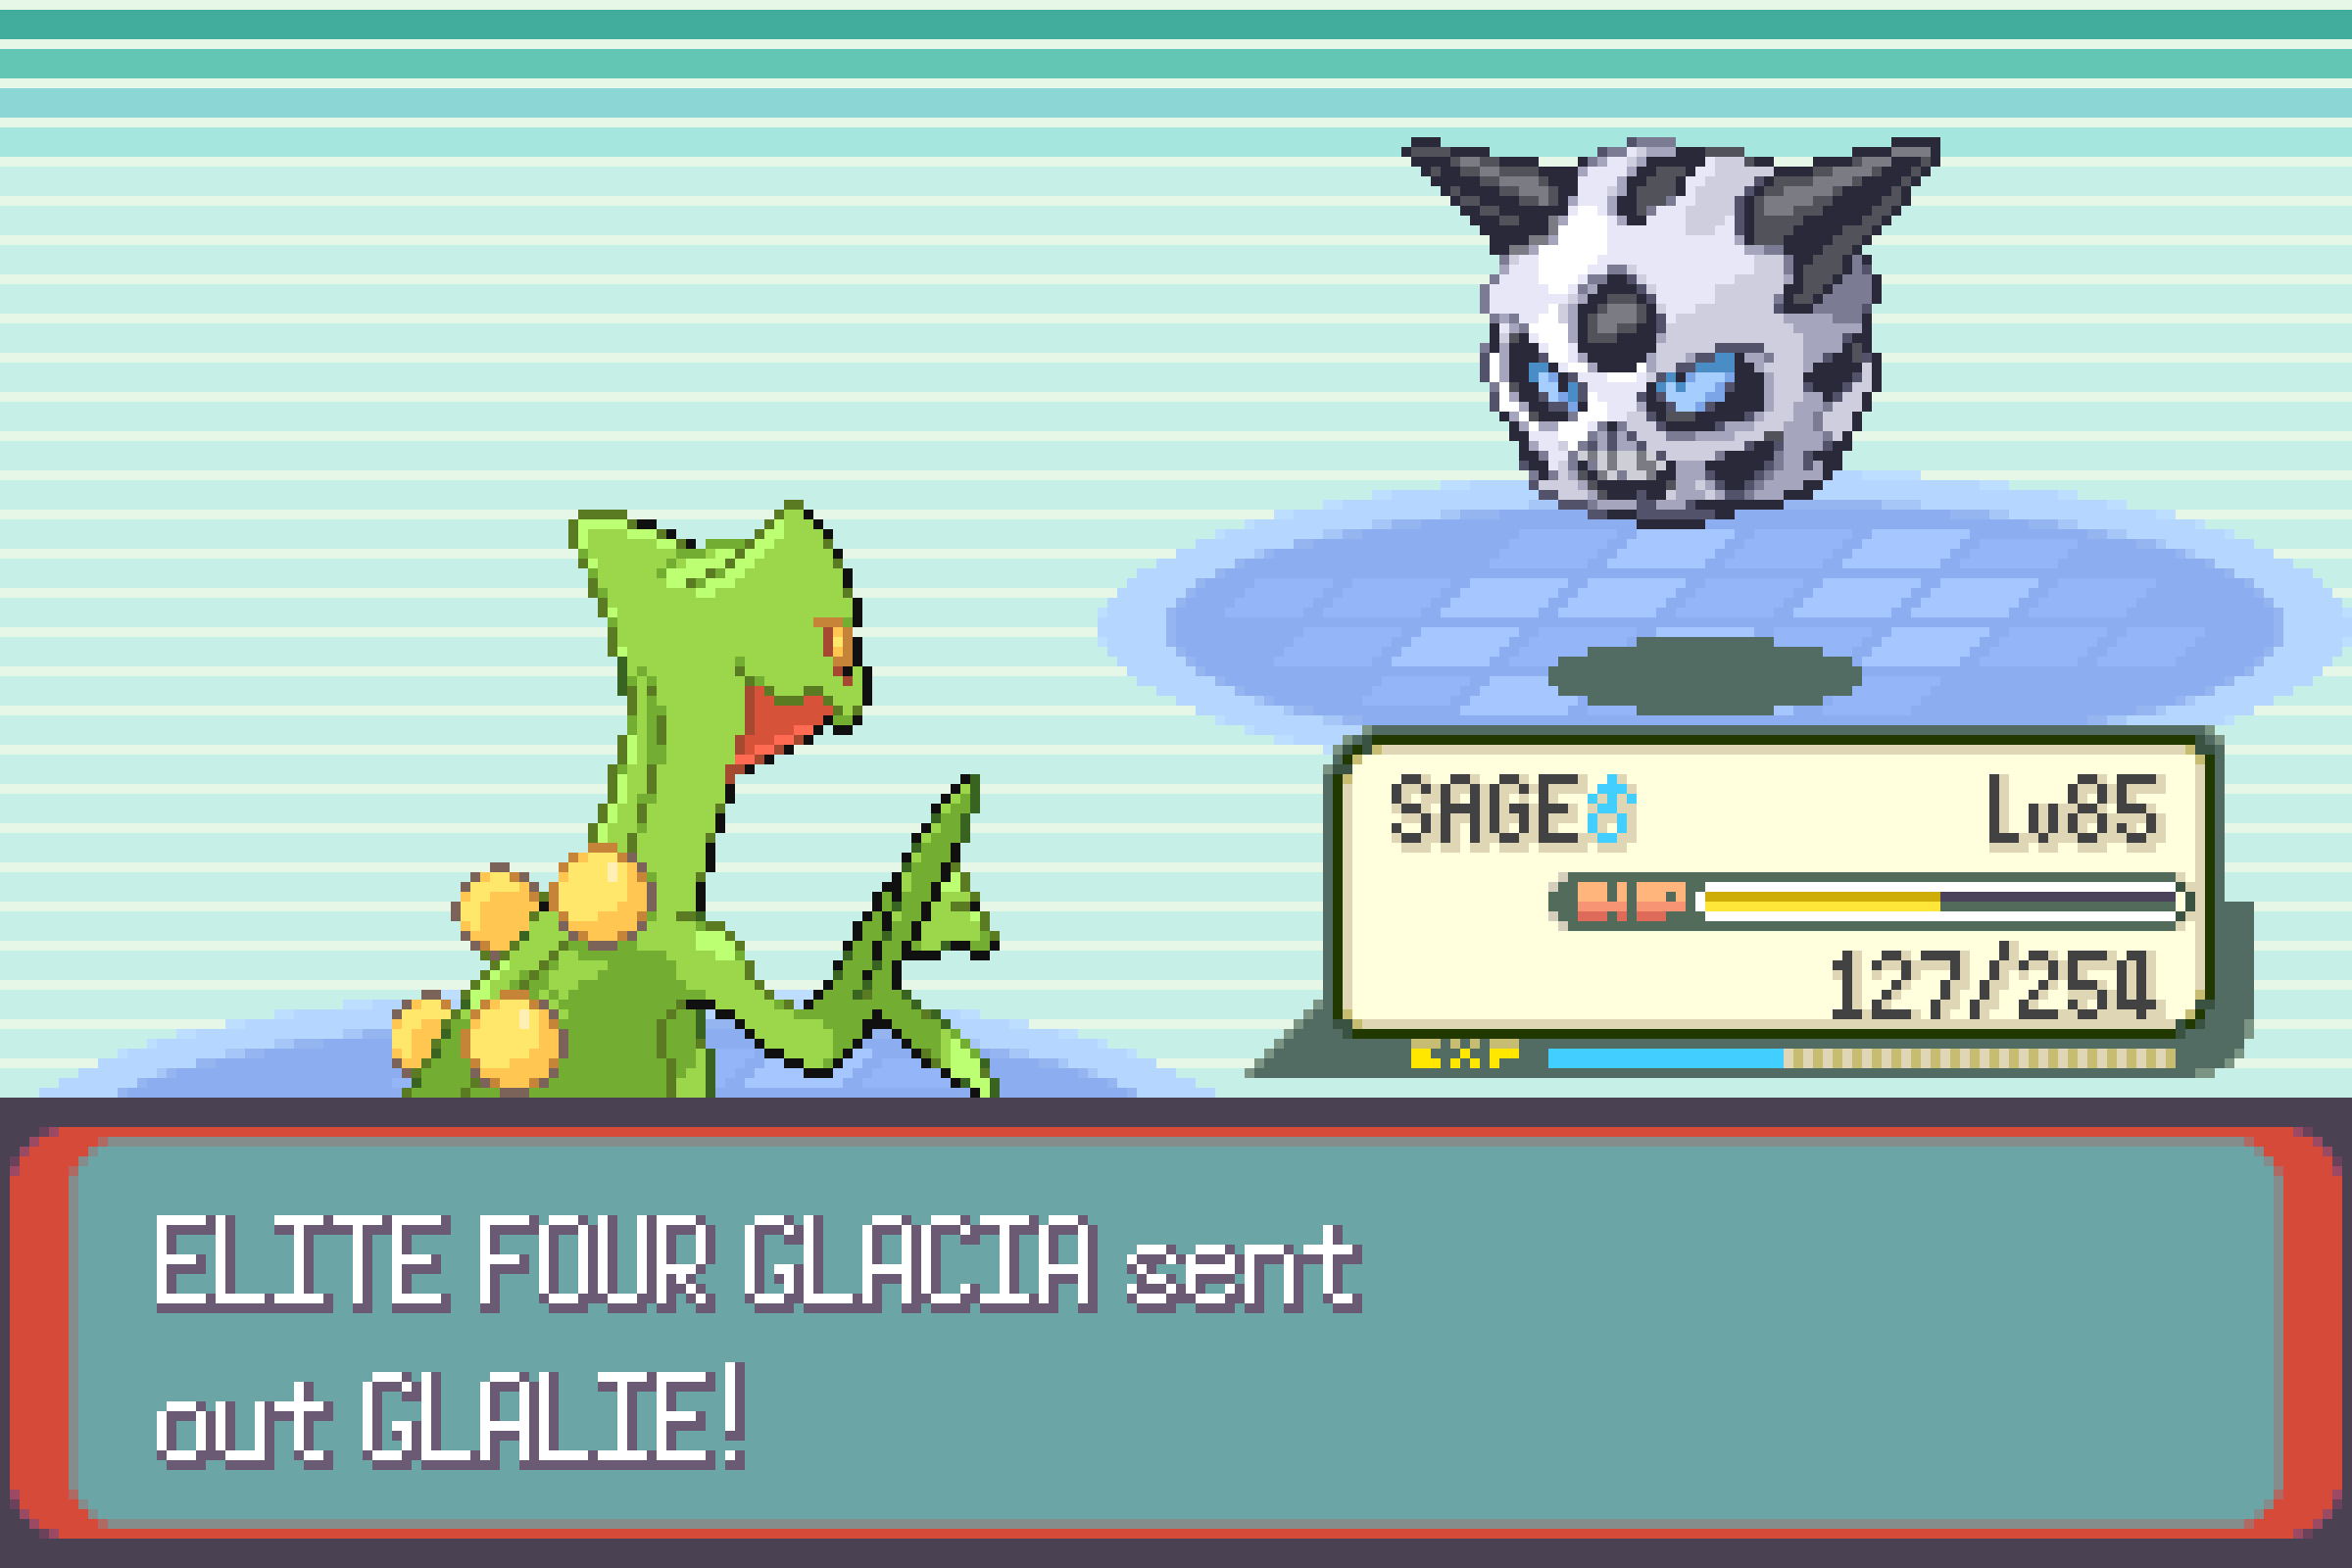 SAGE♂ Lv85
HP
127/254
EXP
ELITE FOUR GLACIA sent
out GLALIE!